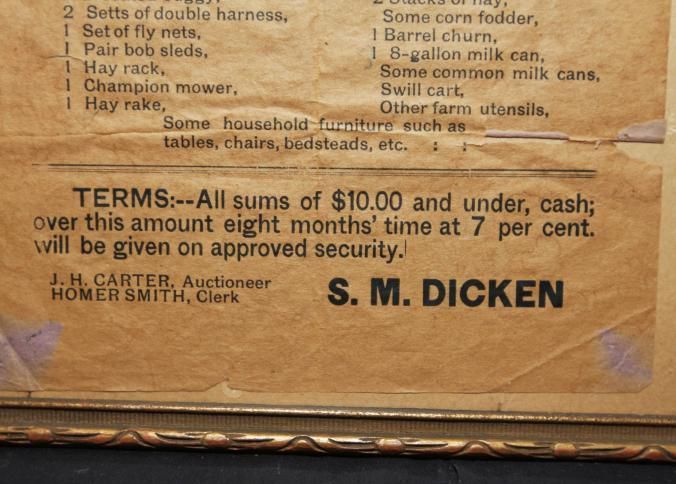 2 Setts of double harness,
1 Set of fly nets,
1 Pair bob sleds,
1 Hay rack,
1 Champion mower,
1 Hay rake,
2 Stacks of hay,
Some corn fodder,
1 Barrel churn,
1 8-gallon milk can,
Some common milk cans,
Swill cart,
Other farm utensils,
Some household furniture such as
tables, chairs, bedsteads, etc. : :
TERMS:--All sums of $10.00 and under, cash;
over this amount eight months' time at 7 per cent.
will be given on approved security.
J. H. CARTER, Auctioneer
HOMER SMITH, Clerk
S. M. DICKEN